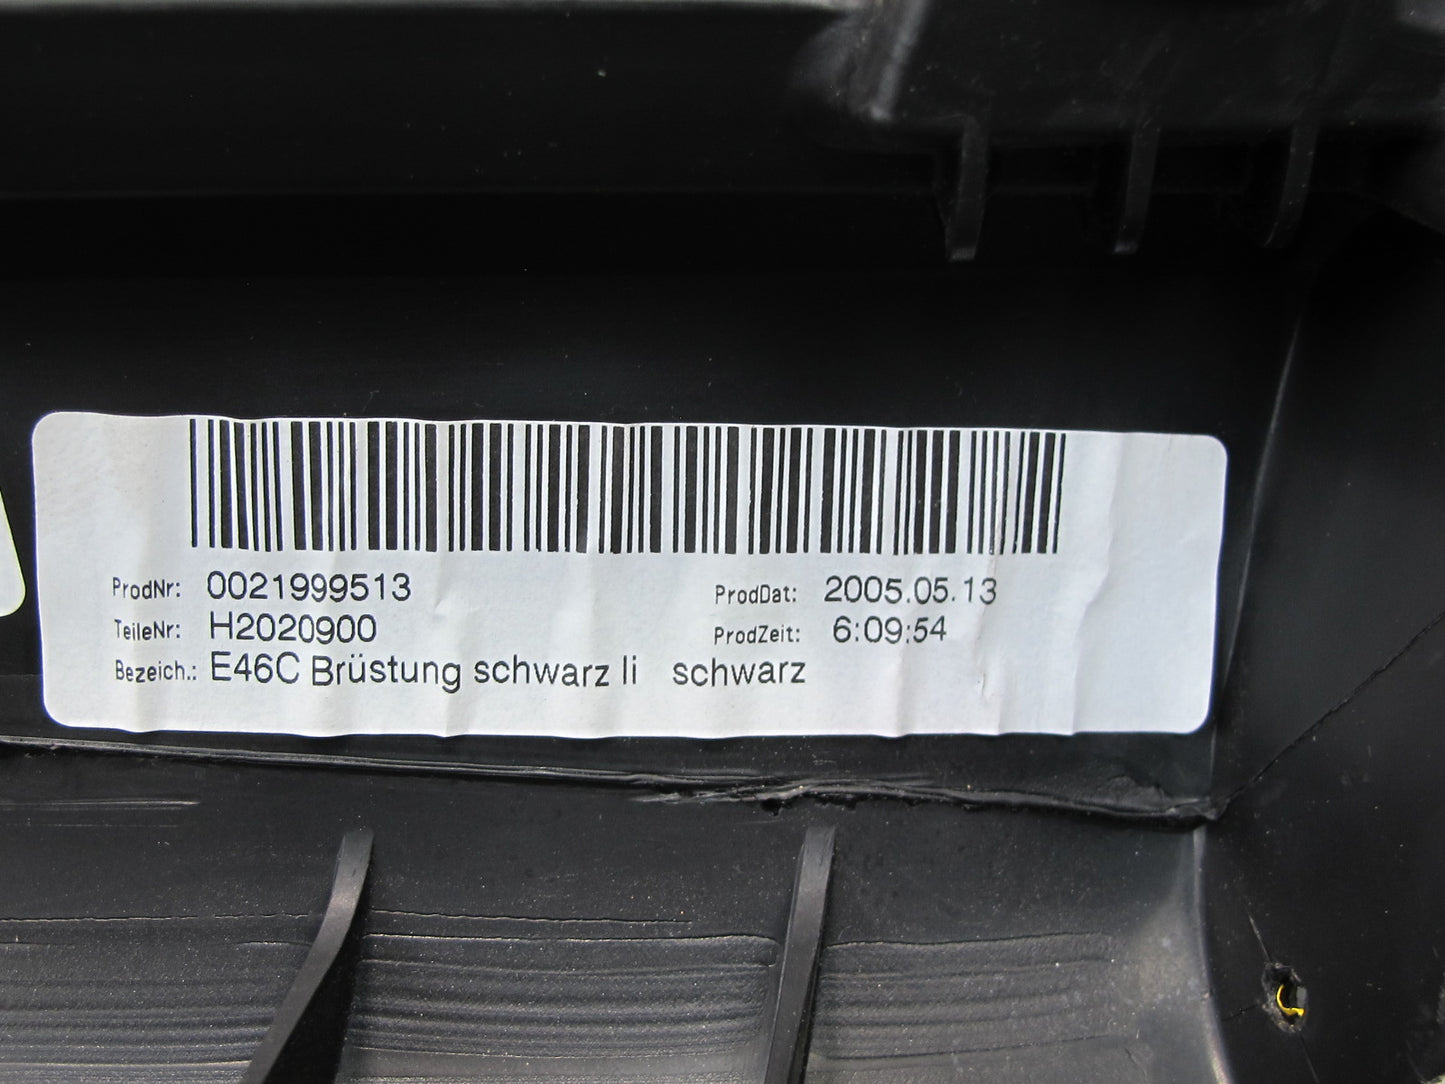 ProdNr: 0021999513 ProdDat: 2005.05.13
TeileNr: H2020900 ProdZeit: 6:09:54
Bezeich.: E46C Brüstung schwarz li schwarz